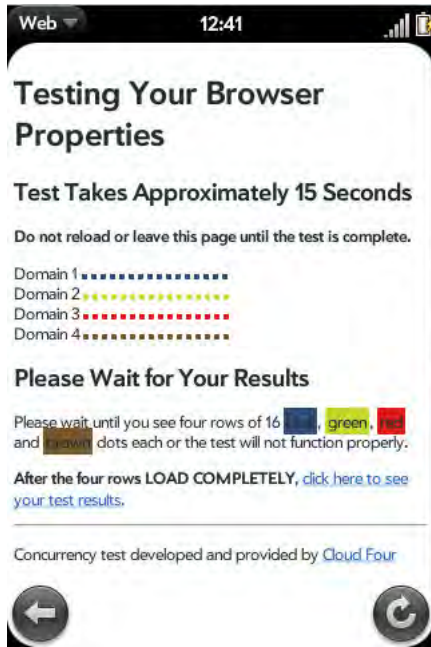 Web
12:41
Testing Your Browser
Properties
Test Takes Approximately 15 Seconds
Do not reload or leave this page until the test is complete.
Domain 1
Domain 2
Domain 3
Domain 4
Please Wait for Your Results
Please wait until you see four rows of 16 blue, green, red
and brown dots each or the test will not function properly.
After the four rows LOAD COMPLETELY, click here to see
your test results.
Concurrency test developed and provided by Cloud Four